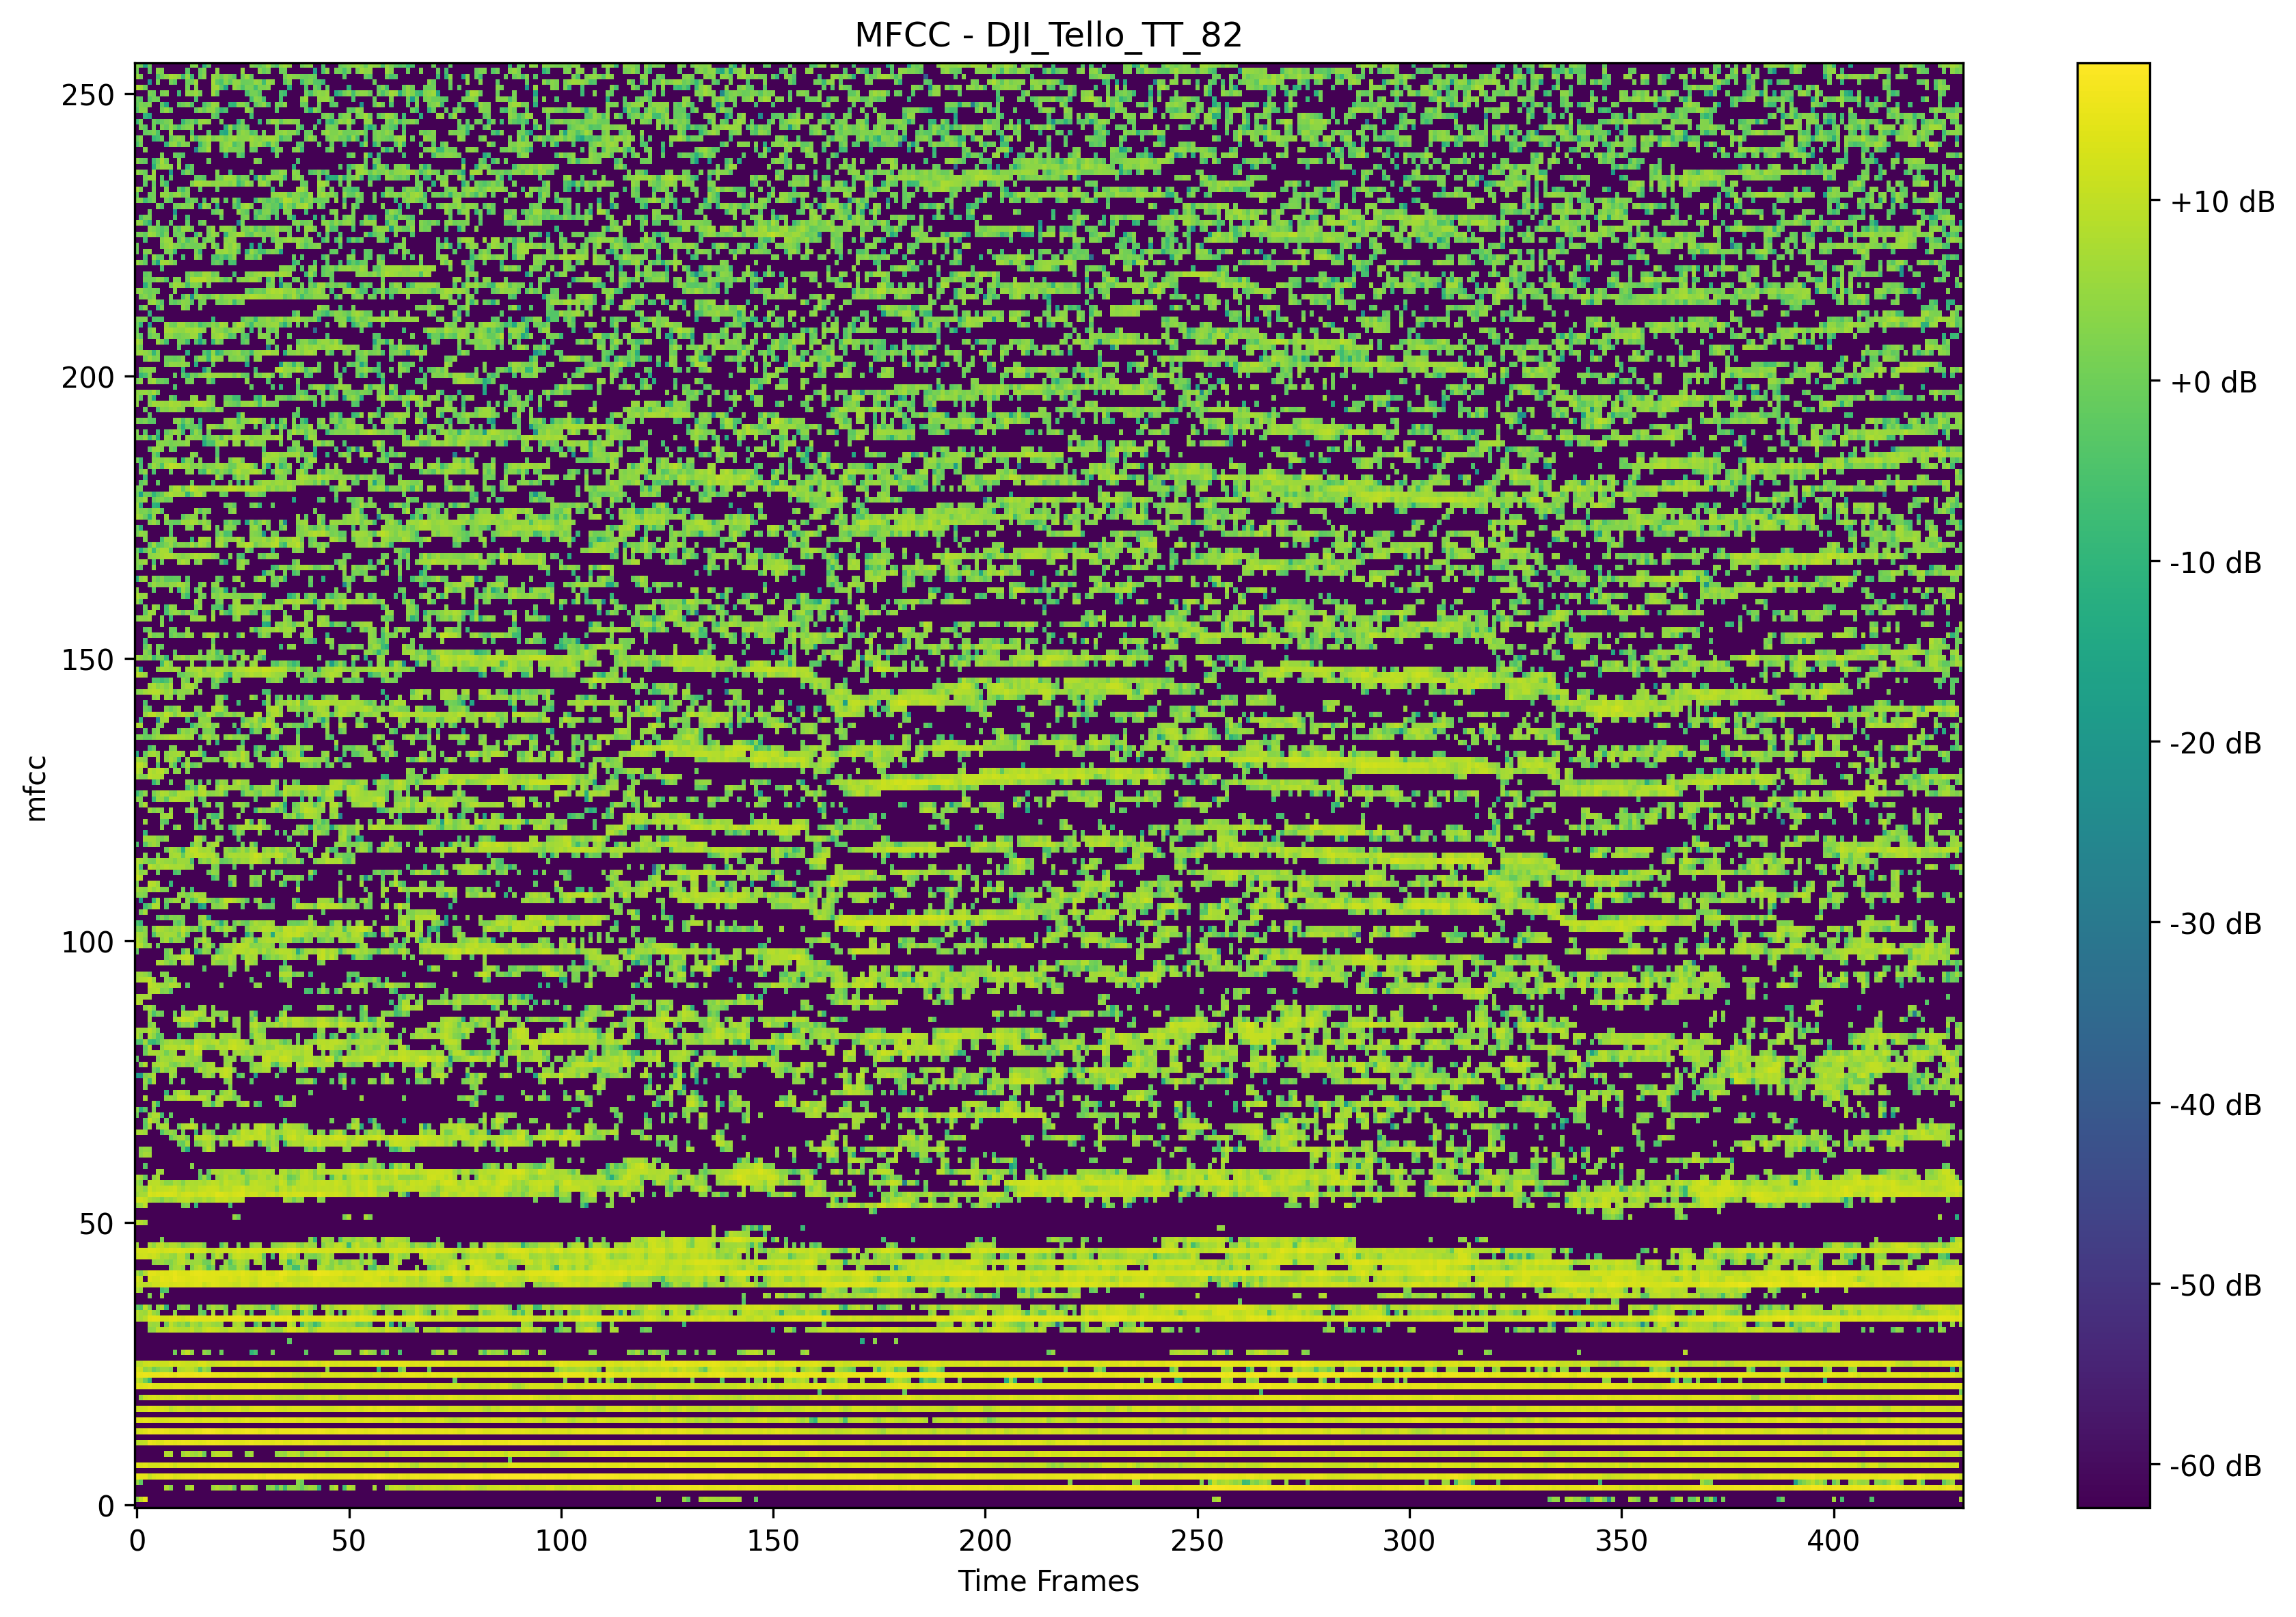 MFCC - DJI_Tello_TT_82
250
200
150
100
50
0
mfcc
0 50 100 150 200 250 300 350 400
Time Frames
+10 dB
+0 dB
-10 dB
-20 dB
-30 dB
-40 dB
-50 dB
-60 dB